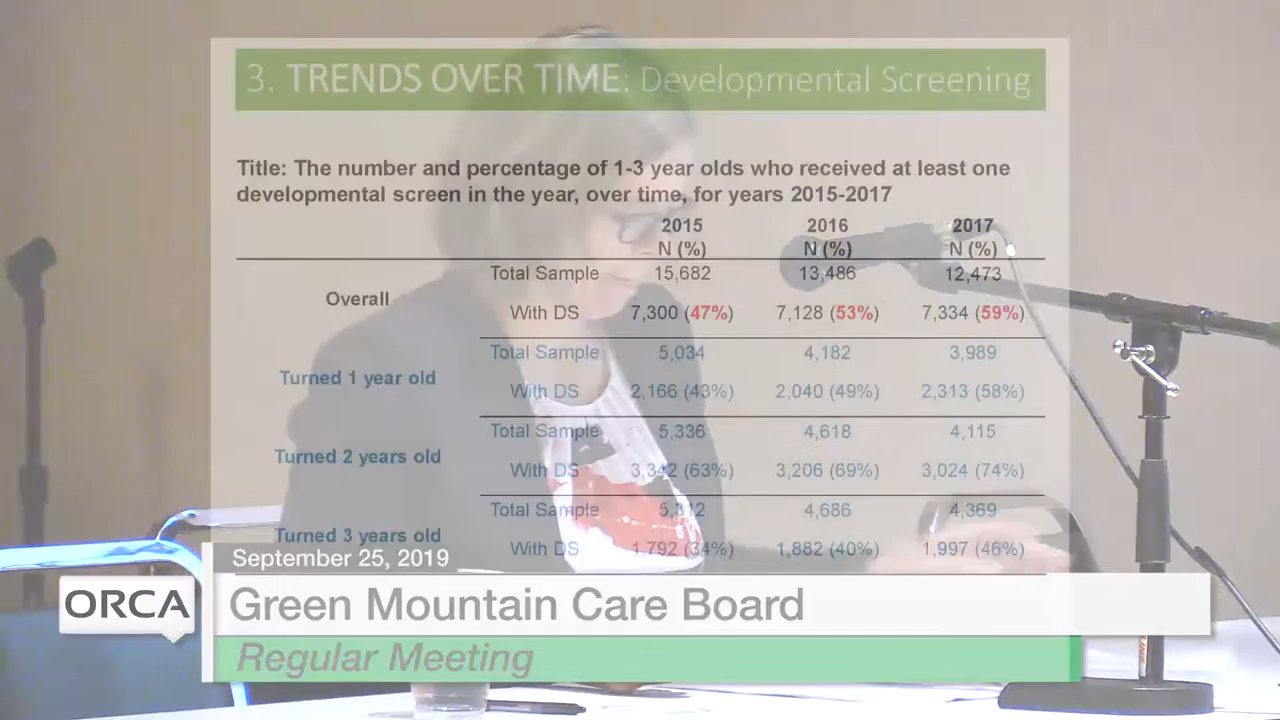 3. TRENDS OVER TIME: Developmental Screening
Title: The number and percentage of 1-3 year olds who received at least one
developmental screen in the year, over time, for years 2015-2017
2015 2016 2017
N (%) N (%) N (%)
Overall Total Sample 15,682 13,486 12,473
With DS 7,300 (47%) 7,128 (53%) 7,334 (59%)
Turned 1 year old Total Sample 5,034 4,182 3,989
With DS 2,166 (43%) 2,040 (49%) 2,313 (58%)
Turned 2 years old Total Sample 5,336 4,618 4,115
With DS 3,342 (63%) 3,206 (69%) 3,024 (74%)
Turned 3 years old Total Sample 5,312 4,686 4,369
With DS 1,792 (34%) 1,882 (40%) 1,997 (46%)
September 25, 2019
ORCA
Green Mountain Care Board
Regular Meeting